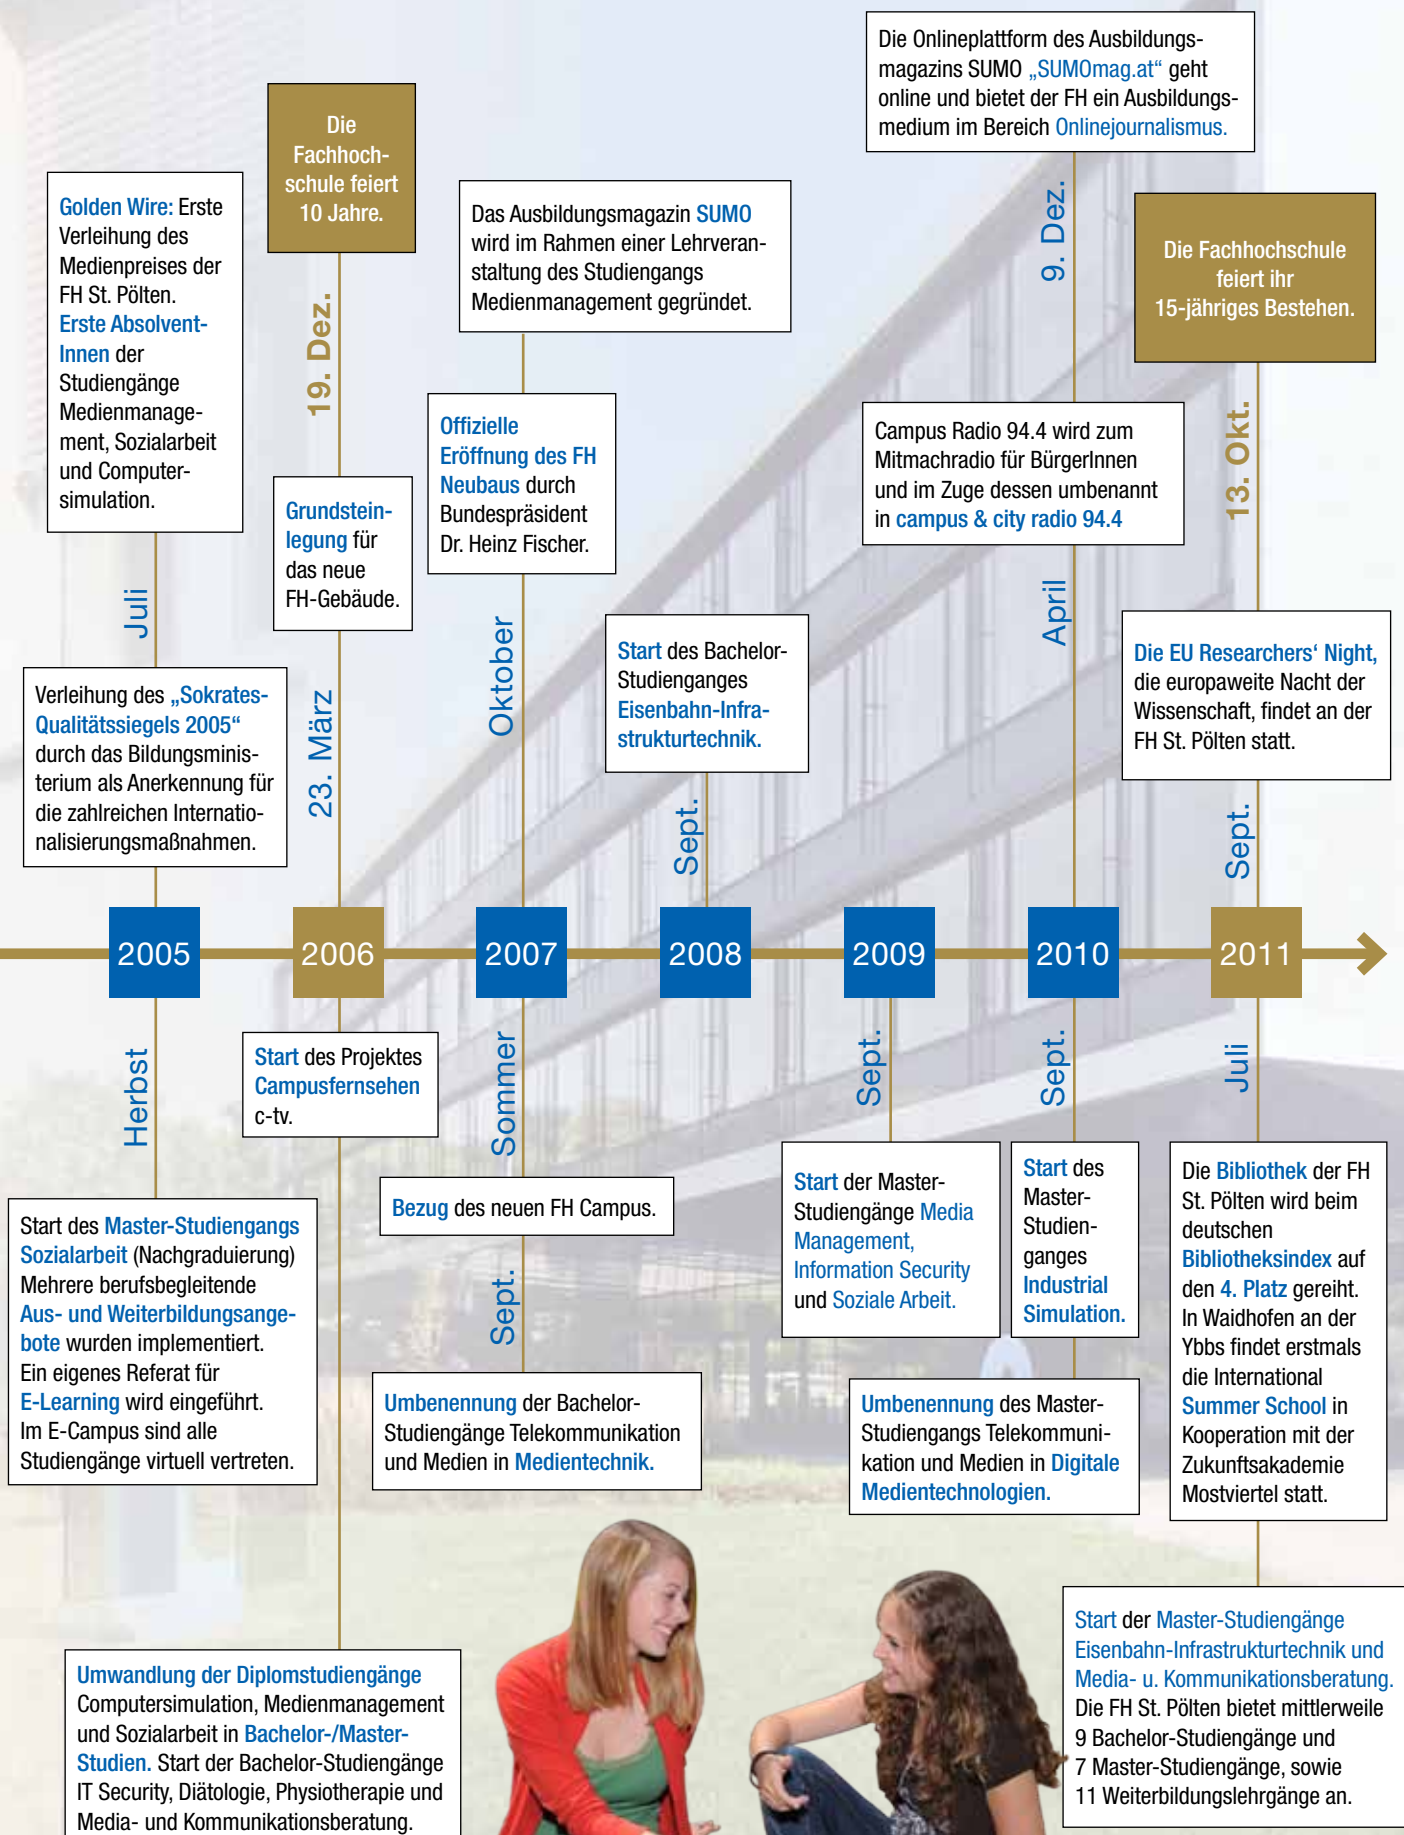 Die Onlineplattform des Ausbildungs-
magazins SUMO „SUMOmag.at“ geht
online und bietet der FH ein Ausbildungs-
medium im Bereich Onlinejournalismus.
Die
Fachhoch-
schule feiert
10 Jahre.
Golden Wire: Erste
Verleihung des
Medienpreises der
FH St. Pölten.
Erste Absolvent-
Innen der
Studiengänge
Medienmanage-
ment, Sozialarbeit
und Computer-
simulation.
Das Ausbildungsmagazin SUMO
wird im Rahmen einer Lehrveran-
staltung des Studiengangs
Medienmanagement gegründet.
9. Dez.
Die Fachhochschule
feiert ihr
15-jähriges Bestehen.
19. Dez.
Offizielle
Eröffnung des FH
Neubaus durch
Bundespräsident
Dr. Heinz Fischer.
Campus Radio 94.4 wird zum
Mitmachradio für BürgerInnen
und im Zuge dessen umbenannt
in campus & city radio 94.4
13. Okt.
Grundstein-
legung für
das neue
FH-Gebäude.
Juli
Oktober
Start des Bachelor-
Studienganges
Eisenbahn-Infra-
strukturtechnik.
April
Die EU Researchers‘ Night,
die europaweite Nacht der
Wissenschaft, findet an der
FH St. Pölten statt.
Verleihung des „Sokrates-
Qualitätssiegels 2005“
durch das Bildungsminis-
terium als Anerkennung für
die zahlreichen Internatio-
nalisierungsmaßnahmen.
23. März
Sept.
Sept.
2005
2006
2007
2008
2009
2010
2011
Herbst
Start des Projektes
Campusfernsehen
c-tv.
Sommer
Sept.
Sept.
Juli
Start des Master-Studiengangs
Sozialarbeit (Nachgraduierung)
Mehrere berufsbegleitende
Aus- und Weiterbildungsange-
bote wurden implementiert.
Ein eigenes Referat für
E-Learning wird eingeführt.
Im E-Campus sind alle
Studiengänge virtuell vertreten.
Bezug des neuen FH Campus.
Sept.
Start der Master-
Studiengänge Media
Management,
Information Security
und Soziale Arbeit.
Start des
Master-
Studien-
ganges
Industrial
Simulation.
Die Bibliothek der FH
St. Pölten wird beim
deutschen
Bibliotheksindex auf
den 4. Platz gereiht.
In Waidhofen an der
Ybbs findet erstmals
die International
Summer School in
Kooperation mit der
Zukunftsakademie
Mostviertel statt.
Umbenennung der Bachelor-
Studiengänge Telekommunikation
und Medien in Medientechnik.
Umbenennung des Master-
Studiengangs Telekommuni-
kation und Medien in Digitale
Medientechnologien.
Umwandlung der Diplomstudiengänge
Computersimulation, Medienmanagement
und Sozialarbeit in Bachelor-/Master-
Studien. Start der Bachelor-Studiengänge
IT Security, Diätologie, Physiotherapie und
Media- und Kommunikationsberatung.
Start der Master-Studiengänge
Eisenbahn-Infrastrukturtechnik und
Media- u. Kommunikationsberatung.
Die FH St. Pölten bietet mittlerweile
9 Bachelor-Studiengänge und
7 Master-Studiengänge, sowie
11 Weiterbildungslehrgänge an.